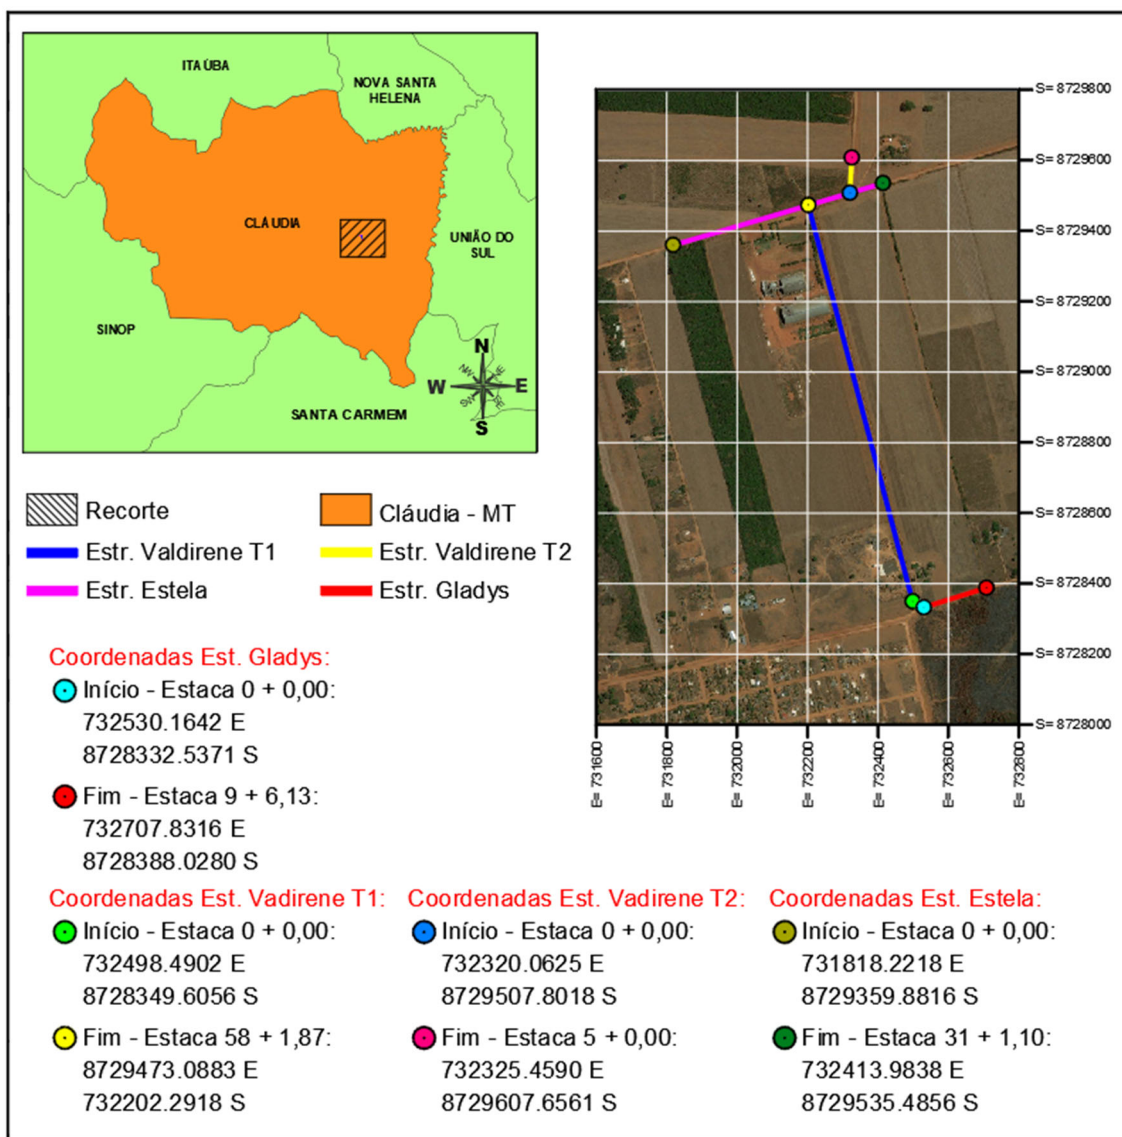 ITAÚBA
NOVA SANTA
HELENA
CLÁUDIA
UNIÃO DO
SUL
SINOP
SANTA CARMEM
N
NW
NE
W
E
SW
SE
S
Recorte
Cláudia - MT
Estr. Valdirene T1
Estr. Valdirene T2
Estr. Estela
Estr. Gladys
S= 8729800
S= 8729600
S= 8729400
S= 8729200
S= 8729000
S= 8728800
S= 8728600
S= 8728400
S= 8728200
S= 8728000
E= 731600
E= 731800
E= 732000
E= 732200
E= 732400
E= 732600
E= 732800
Coordenadas Est. Gladys:
Início - Estaca 0 + 0,00:
732530.1642 E
8728332.5371 S
Fim - Estaca 9 + 6,13:
732707.8316 E
8728388.0280 S
Coordenadas Est. Vadirene T1:
Início - Estaca 0 + 0,00:
732498.4902 E
8728349.6056 S
Fim - Estaca 58 + 1,87:
8729473.0883 E
732202.2918 S
Coordenadas Est. Vadirene T2:
Início - Estaca 0 + 0,00:
732320.0625 E
8729507.8018 S
Fim - Estaca 5 + 0,00:
732325.4590 E
8729607.6561 S
Coordenadas Est. Estela:
Início - Estaca 0 + 0,00:
731818.2218 E
8729359.8816 S
Fim - Estaca 31 + 1,10:
732413.9838 E
8729535.4856 S